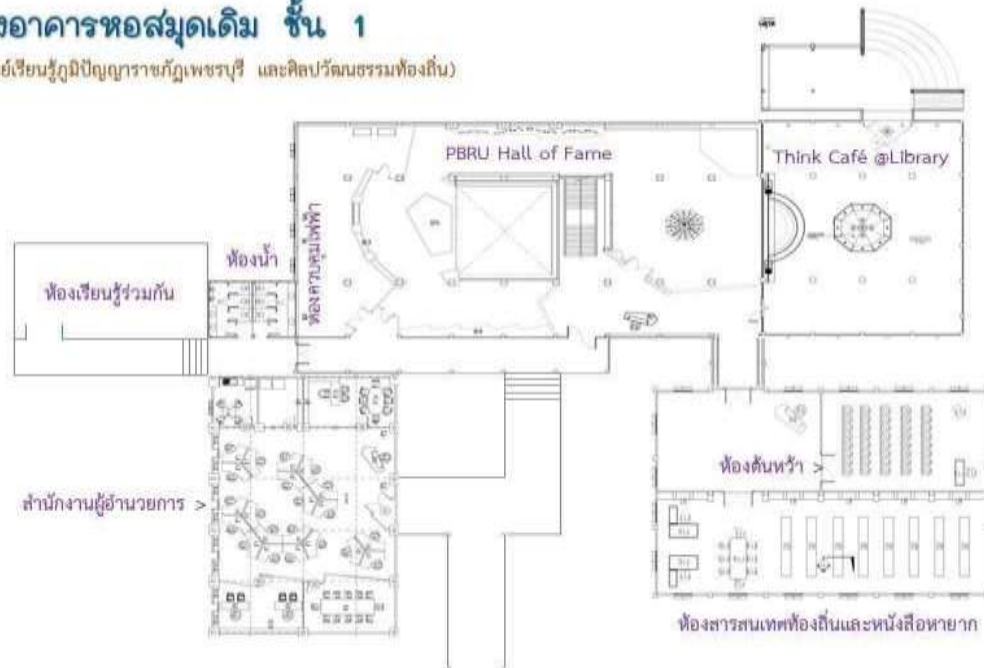 งอาคารหอสมุดเดิม ชั้น 1
ย์เรียนรู้ภูมิปัญญาราชภัฏเพชรบุรี และศิลปวัฒนธรรมท้องถิ่น)
PBRU Hall of Fame
Think Café @Library
ห้องควบคุมไฟฟ้า
ห้องน้ำ
ห้องเรียนรู้ร่วมกัน
ห้องต้นหว้า >
สำนักงานผู้อำนวยการ >
ห้องสารสนเทศท้องถิ่นและหนังสือหายาก